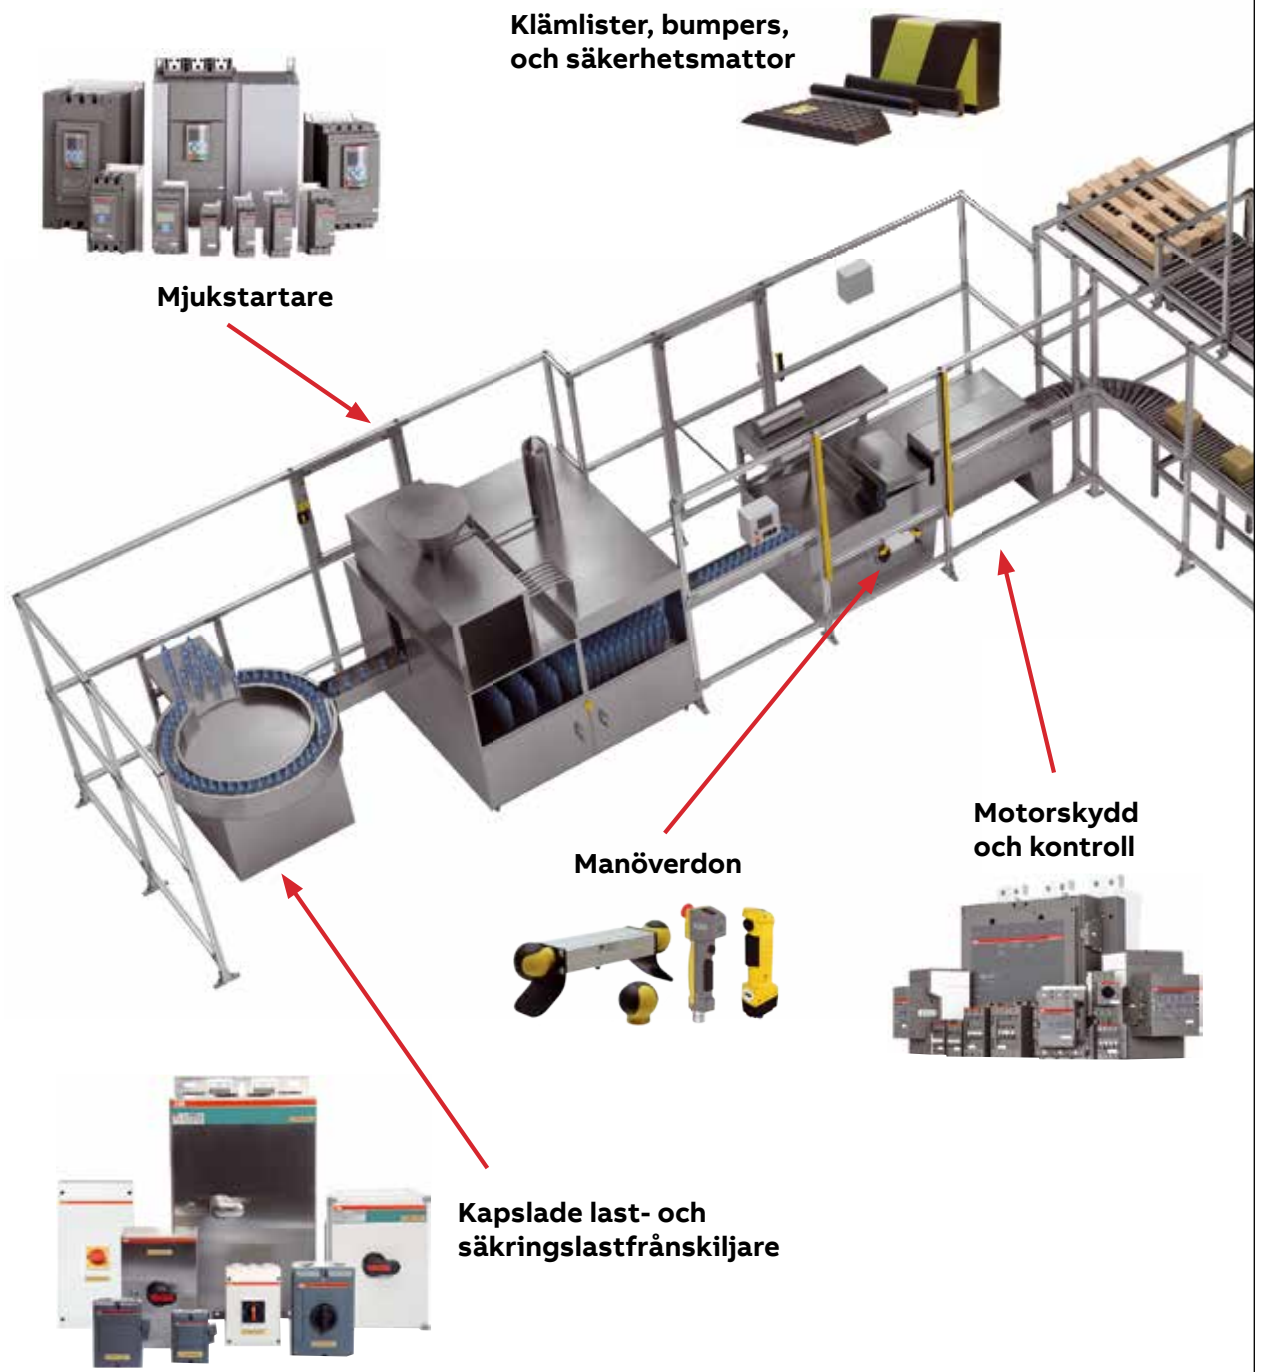 Klämlister, bumpers,
och säkerhetsmattor
Mjukstartare
Motorskydd
och kontroll
Manöverdon
Kapslade last- och
säkringslastfrånskiljare